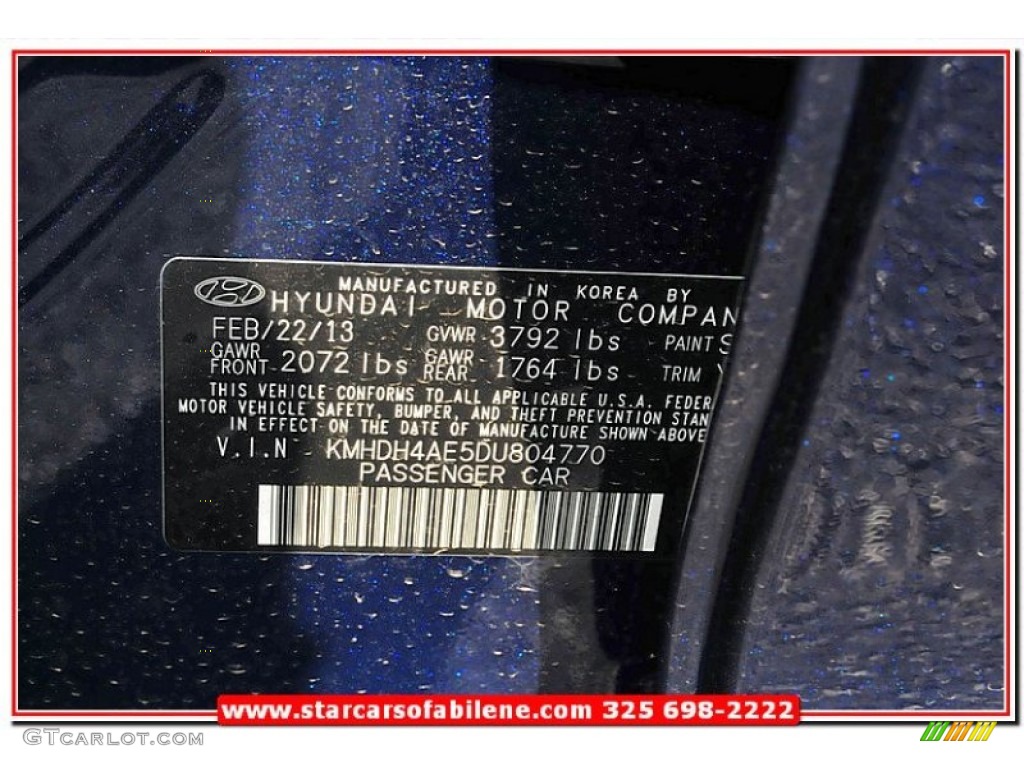 MANUFACTURED IN KOREA BY
HYUNDAI MOTOR COMPAN
FEB/22/13 GVWR 3792 lbs PAINT S
GAWR FRONT 2072 lbs GAWR REAR 1764 lbs TRIM
THIS VEHICLE CONFORMS TO ALL APPLICABLE U.S.A. FEDER
MOTOR VEHICLE SAFETY, BUMPER, AND THEFT PREVENTION STAN
IN EFFECT ON THE DATE OF MANUFACTURE SHOWN ABOVE
V.I.N KMHDH4AE5DU804770
PASSENGER CAR
www.starcarsofabilene.com 325 698-2222
GTcarlot.com